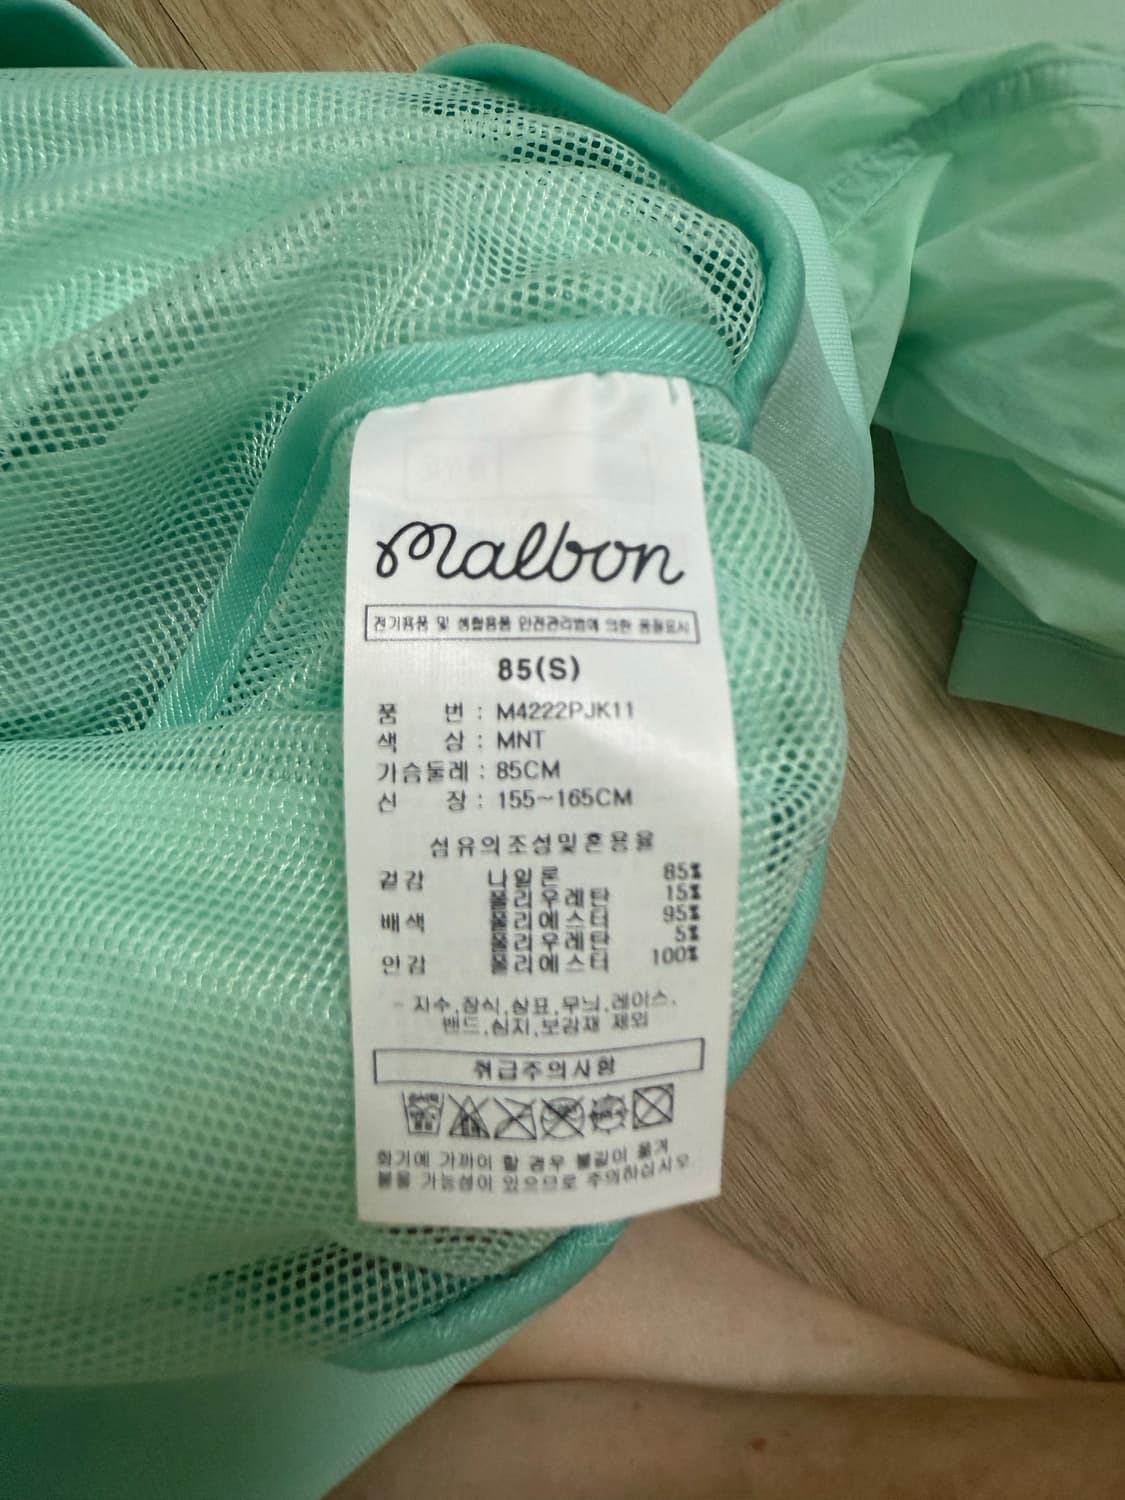 malbon
전기용품 및 생활용품 안전관리법에 의한 품질표시
85(S)
품 번 : M4222PJK11
색 상 : MNT
가슴둘레 : 85CM
신 장 : 155~165CM
섬유의조성및혼용율
겉감 나일론 85%
폴리우레탄 15%
배색 폴리에스터 95%
폴리우레탄 5%
안감 폴리에스터 100%
- 자수,장식,상표,무늬,레이스,
밴드,심지,보강재 제외
취급주의사항
화기에 가까이 할 경우 불길이 옮겨
붙을 가능성이 있으므로 주의하십시오